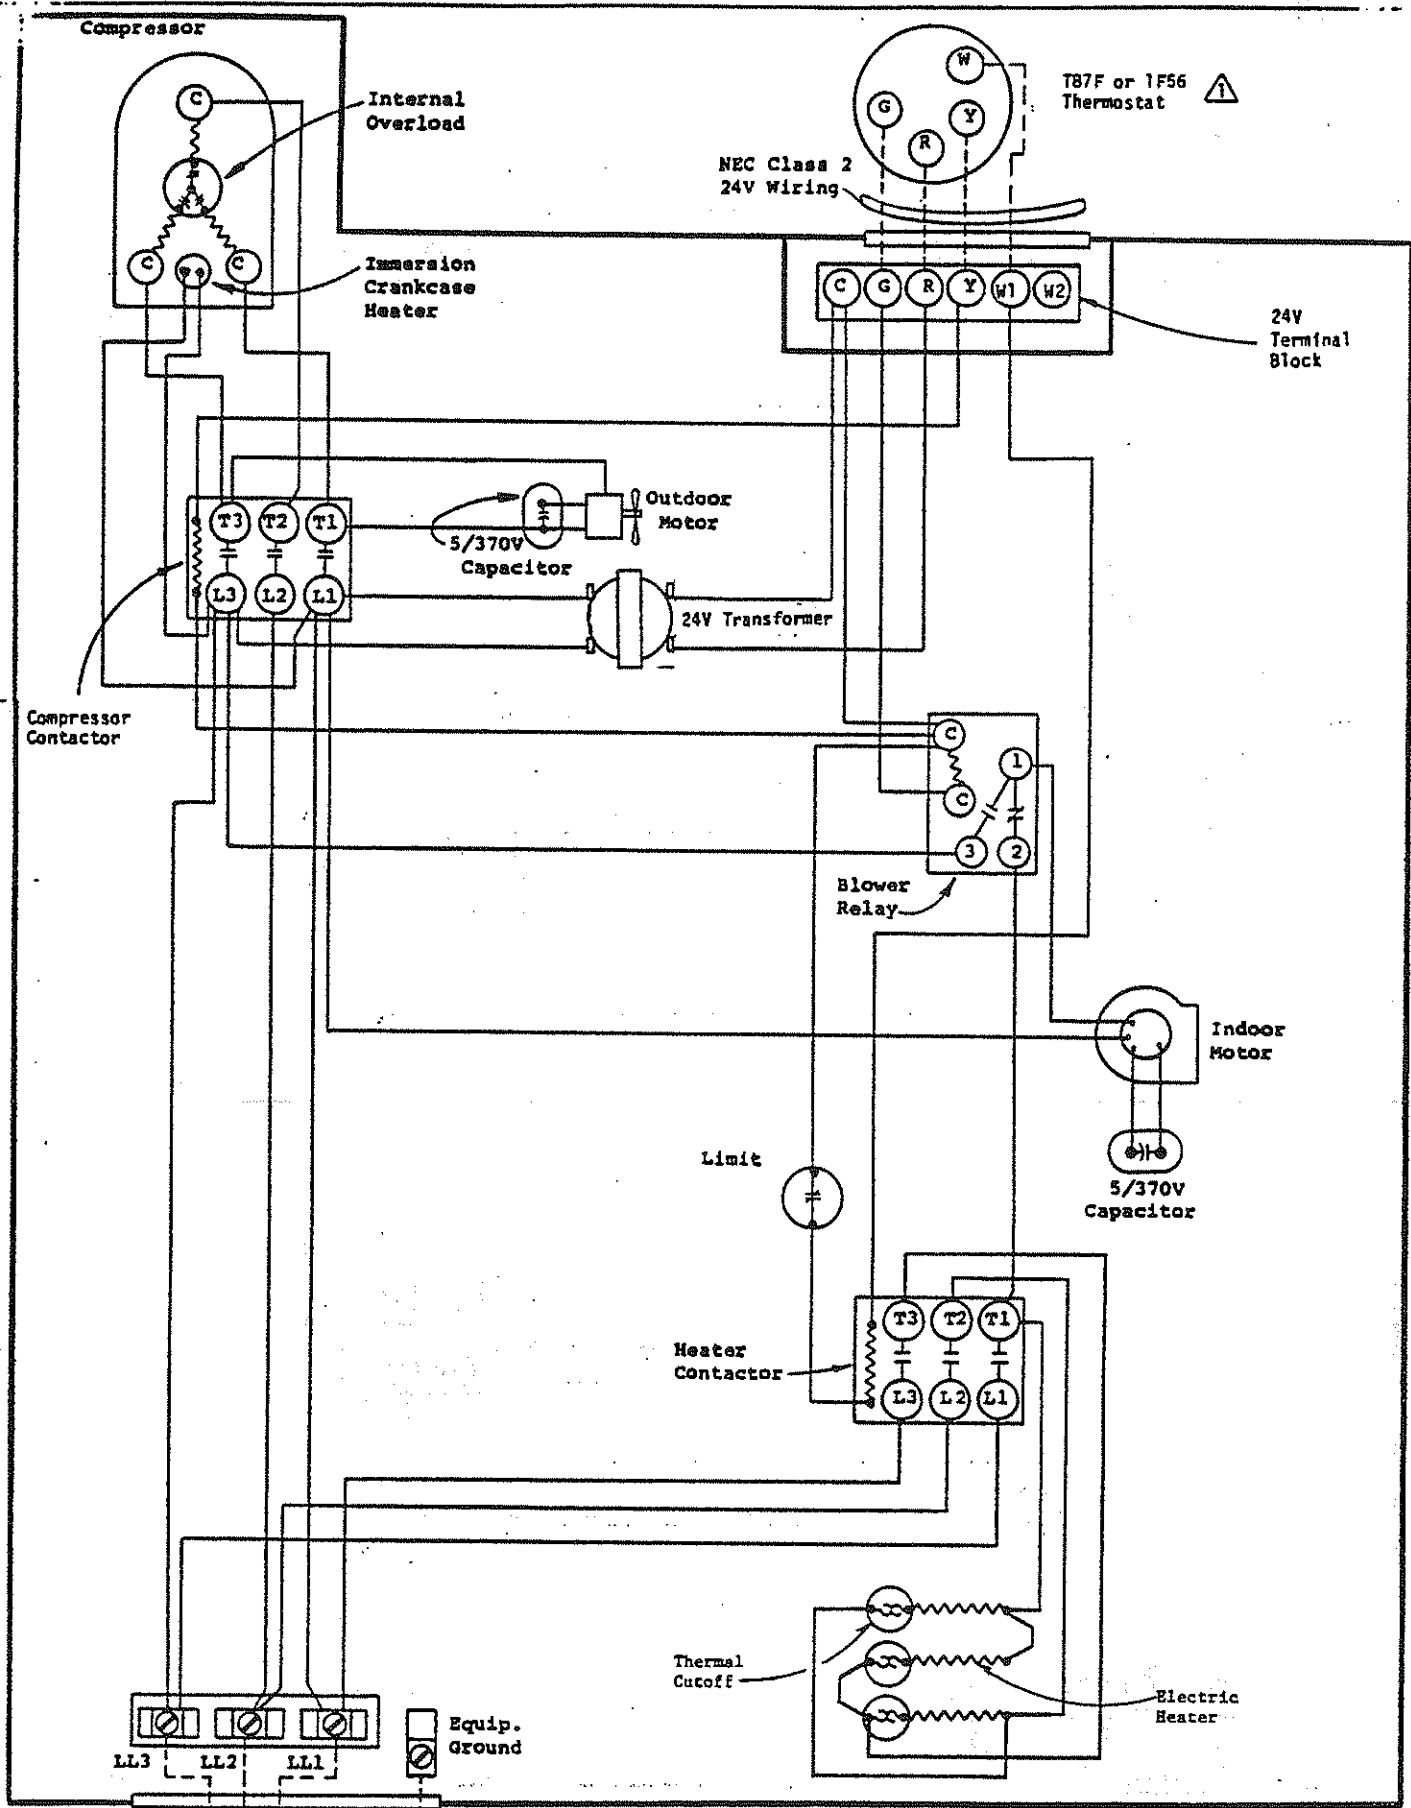 Compressor
C
Internal
Overload
C
C
Immersion
Crankcase
Heater
W
G
Y
R
T87F or 1F56
Thermostat
1
NEC Class 2
24V Wiring
C
G
R
Y
W1
W2
24V
Terminal
Block
T3
T2
T1
L3
L2
L1
5/370V
Capacitor
Outdoor
Motor
24V Transformer
Compressor
Contactor
C
C
1
3
2
Blower
Relay
Indoor
Motor
5/370V
Capacitor
Limit
Heater
Contactor
T3
T2
T1
L3
L2
L1
Thermal
Cutoff
Electric
Heater
LL3
LL2
LL1
Equip.
Ground